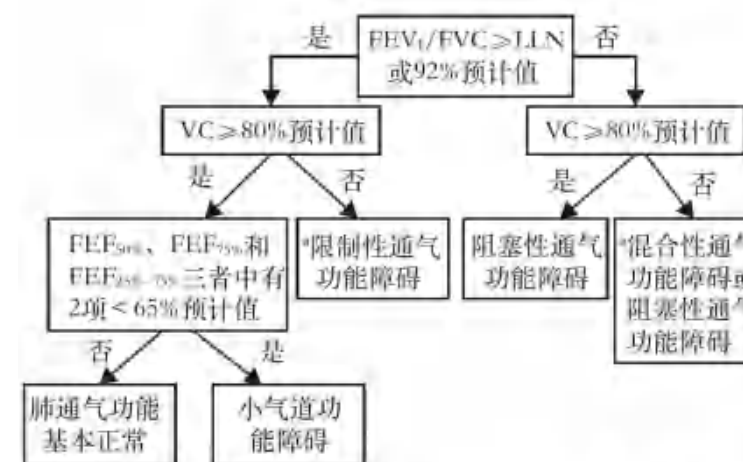 是
FEV₁/FVC≥LLN
或92%预计值
否
VC≥80%预计值
VC≥80%预计值
是
否
是
否
FEF50%、FEF75%和
FEF25%~75%三者中有
2项<65%预计值
ª限制性通气
功能障碍
阻塞性通气
功能障碍
ª混合性通气
功能障碍或
阻塞性通气
功能障碍
否
是
肺通气功能
基本正常
小气道功
能障碍